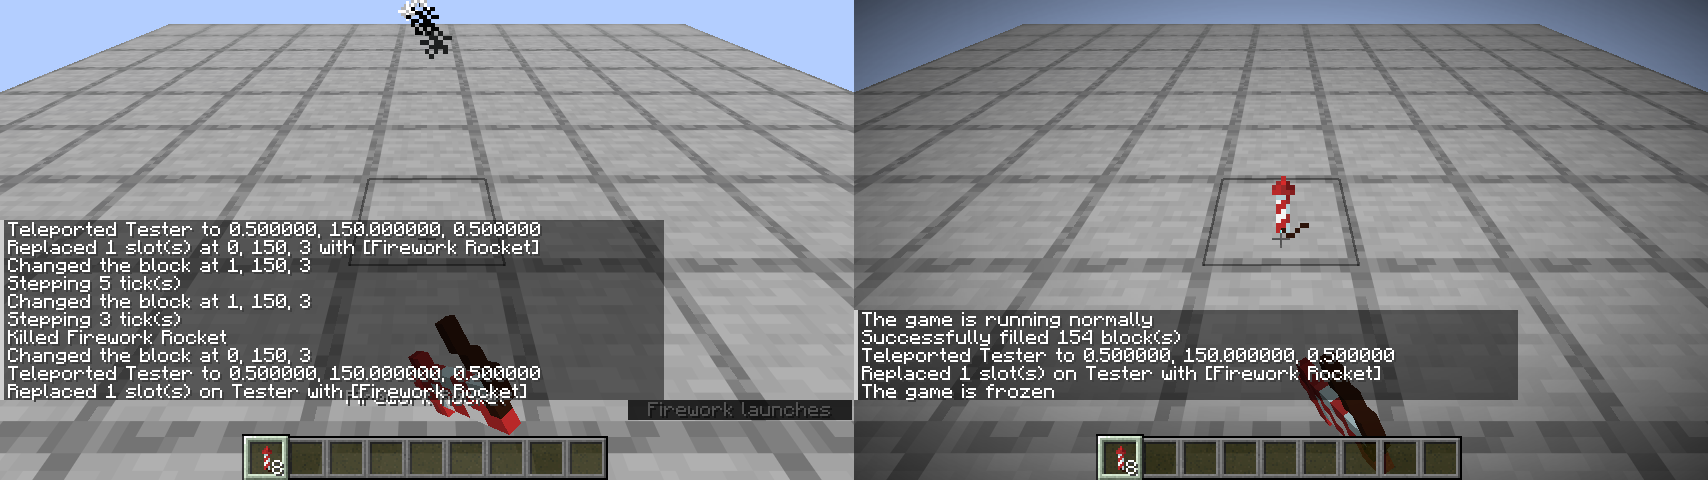 Teleported Tester to 0.500000, 150.000000, 0.500000
Replaced 1 slot(s) at 0, 150, 3 with [Firework Rocket]
Changed the block at 1, 150, 3
Stepping 5 tick(s)
Changed the block at 1, 150, 3
Stepping 3 tick(s)
Killed Firework Rocket
Changed the block at 0, 150, 3
Teleported Tester to 0.500000, 150.000000, 0.500000
Replaced 1 slot(s) on Tester with [Firework Rocket]
Firework launches
8
The game is running normally
Successfully filled 154 block(s)
Teleported Tester to 0.500000, 150.000000, 0.500000
Replaced 1 slot(s) on Tester with [Firework Rocket]
The game is frozen
8